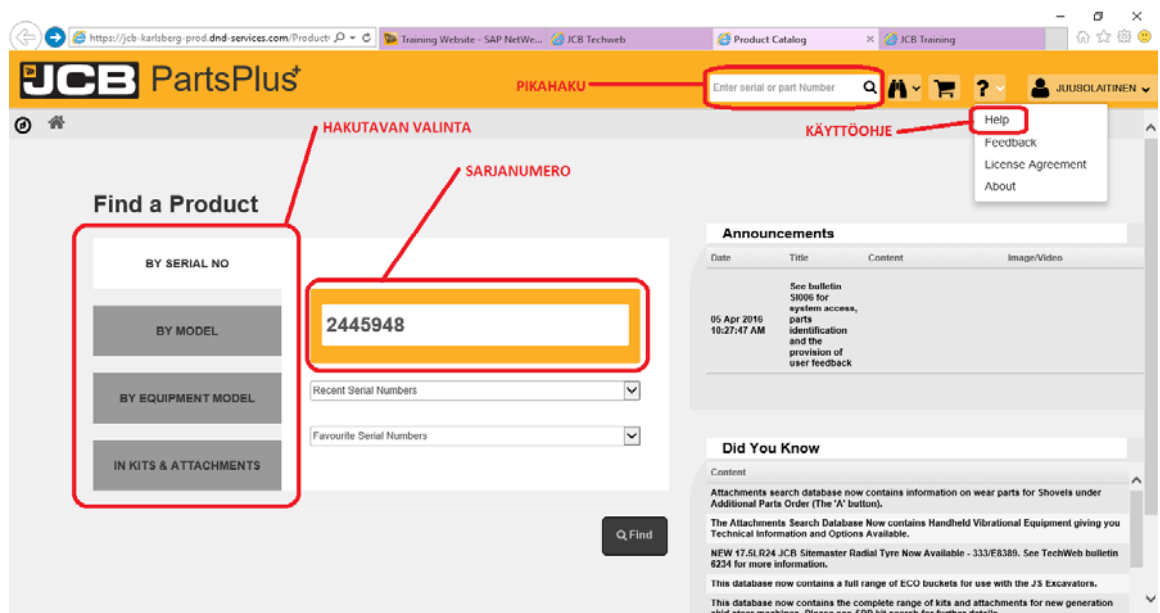 https://jcb-karlsberg-prod.dnd-services.com/Product
Training Website - SAP NetWe...
JCB Techweb
Product Catalog
JCB Training
JCB PartsPlus+
PIKAHAKU
Enter serial or part Number
?
JUUSOLAITINEN
HAKUTAVAN VALINTA
KÄYTTÖOHJE
Help
Feedback
License Agreement
About
SARJANUMERO
Find a Product
BY SERIAL NO
BY MODEL
BY EQUIPMENT MODEL
IN KITS & ATTACHMENTS
2445948
Recent Serial Numbers
Favourite Serial Numbers
Find
Announcements
Date Title Content Image/Video
05 Apr 2016
10:27:47 AM
See bulletin
SI006 for
system access,
parts
identification
and the
provision of
user feedback
Did You Know
Content
Attachments search database now contains information on wear parts for Shovels under
Additional Parts Order (The 'A' button).
The Attachments Search Database Now contains Handheld Vibrational Equipment giving you
Technical Information and Options Available.
NEW 17.5LR24 JCB Sitemaster Radial Tyre Now Available - 333/E8389. See TechWeb bulletin
6234 for more information.
This database now contains a full range of ECO buckets for use with the JS Excavators.
This database now contains the complete range of kits and attachments for new generation